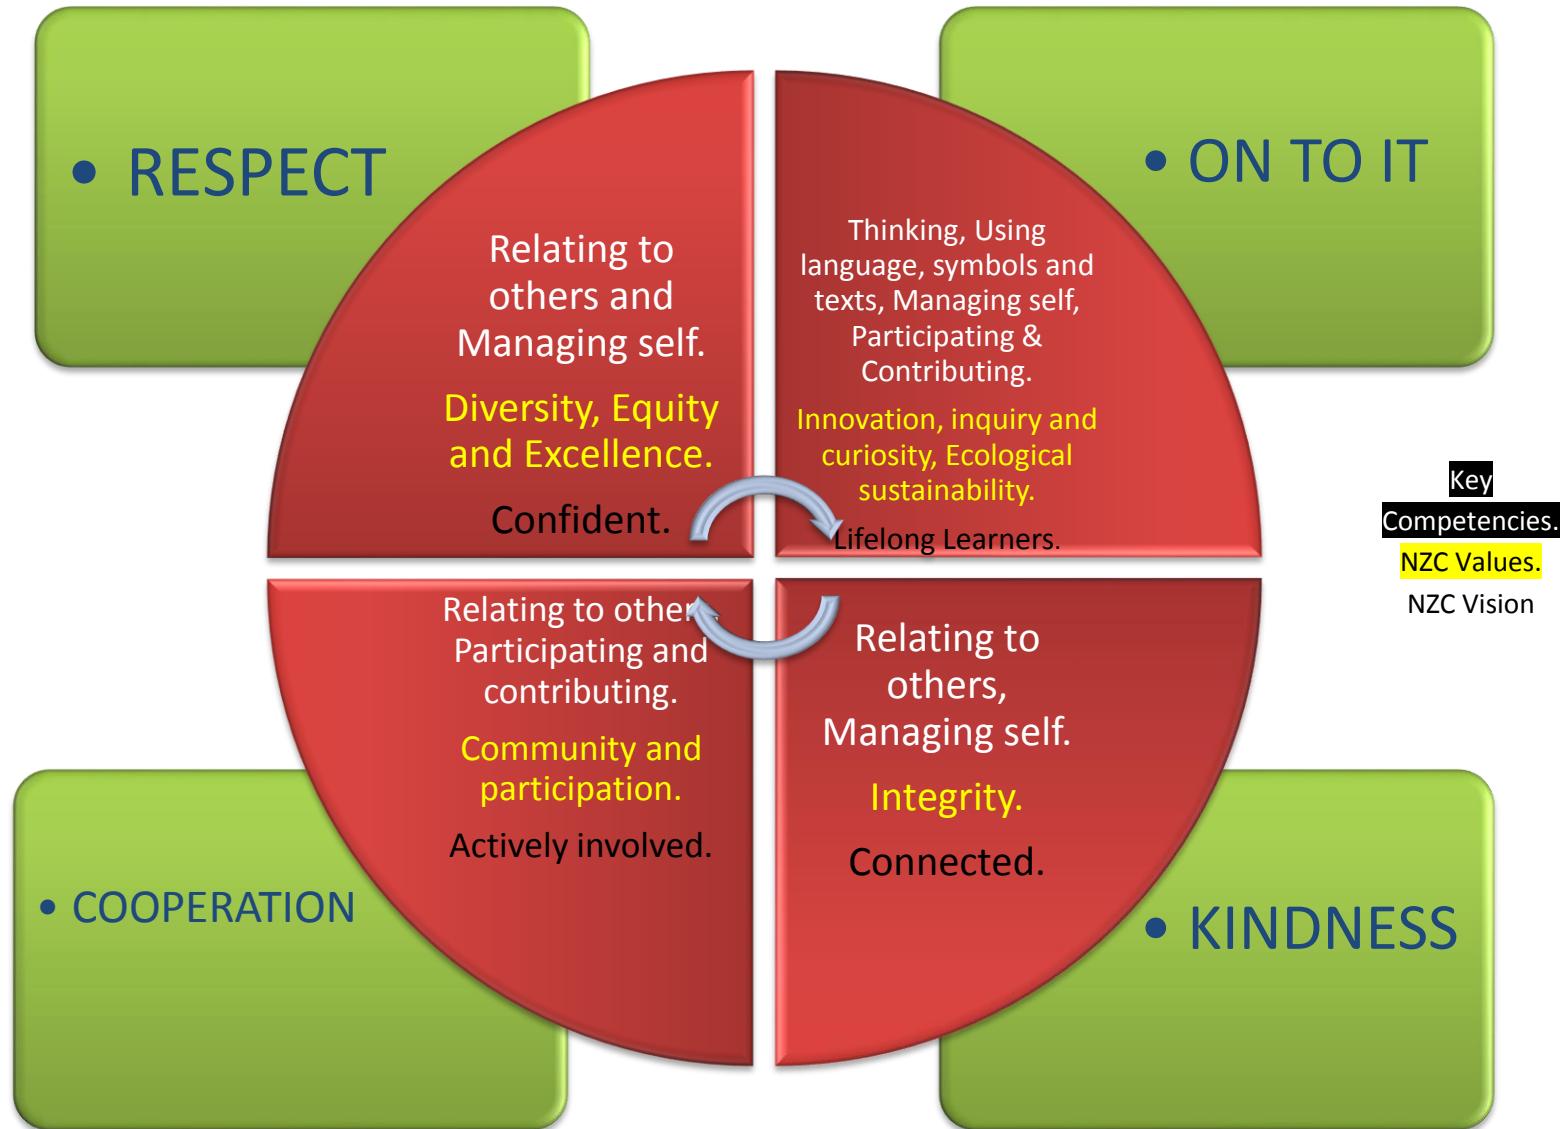 • RESPECT
Relating to
others and
Managing self.
Diversity, Equity
and Excellence.
Confident.
• ON TO IT
Thinking, Using
language, symbols and
texts, Managing self,
Participating &
Contributing.
Innovation, inquiry and
curiosity, Ecological
sustainability.
Lifelong Learners.
Relating to other
Participating and
contributing.
Community and
participation.
Actively involved.
• COOPERATION
Relating to
others,
Managing self.
Integrity.
Connected.
• KINDNESS
Key
Competencies.
NZC Values.
NZC Vision